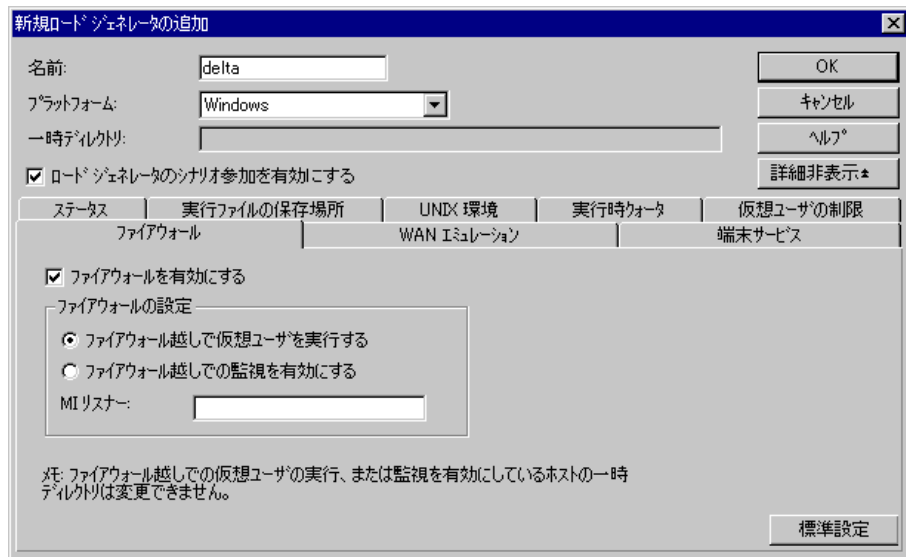 新規ロード ジェネレータの追加
名前:
delta
OK
プラットフォーム:
Windows
キャンセル
一時ディレクトリ:
ヘルプ
ロード ジェネレータのシナリオ参加を有効にする
詳細非表示
ステータス
実行ファイルの保存場所
UNIX 環境
実行時クォータ
仮想ユーザの制限
ファイアウォール
WAN エミュレーション
端末サービス
ファイアウォールを有効にする
ファイアウォールの設定
ファイアウォール越しで仮想ユーザを実行する
ファイアウォール越しでの監視を有効にする
MI リスナー:
メモ: ファイアウォール越しでの仮想ユーザの実行、または監視を有効にしているホストの一時
ディレクトリは変更できません。
標準設定